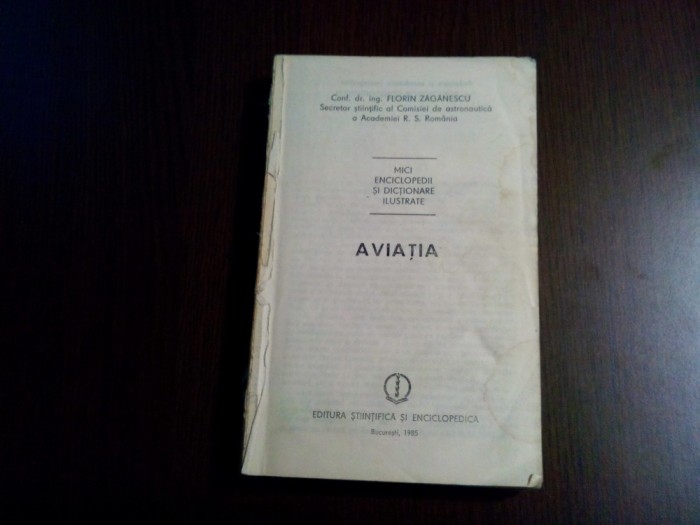 Conf. dr. ing. FLORIN ZĂGĂNESCU
Secretar științific al Comisiei de astronautică
a Academiei R. S. România
MICI
ENCICLOPEDII
ȘI DICȚIONARE
ILUSTRATE
AVIAȚIA
EDITURA ȘTIINȚIFICĂ ȘI ENCICLOPEDICĂ
București, 1985